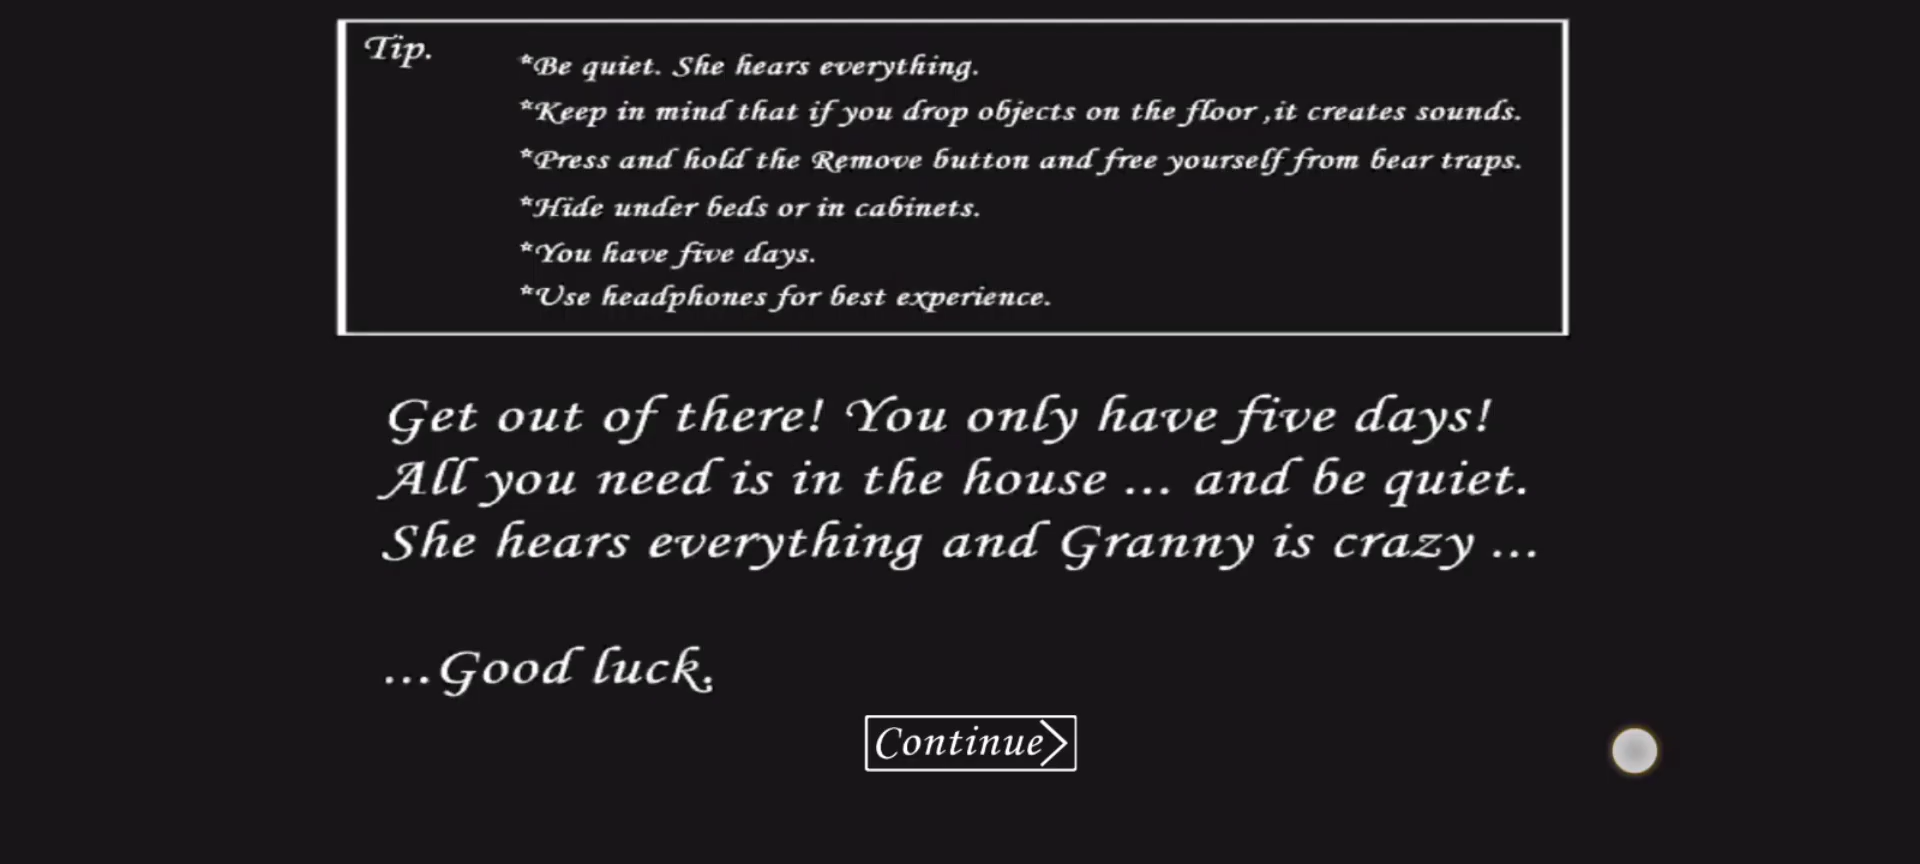 Tip.
*Be quiet. She hears everything.
*Keep in mind that if you drop objects on the floor ,it creates sounds.
*Press and hold the Remove button and free yourself from bear traps.
*Hide under beds or in cabinets.
*You have five days.
*Use headphones for best experience.
Get out of there! You only have five days!
All you need is in the house ... and be quiet.
She hears everything and Granny is crazy ...
...Good luck.
Continue